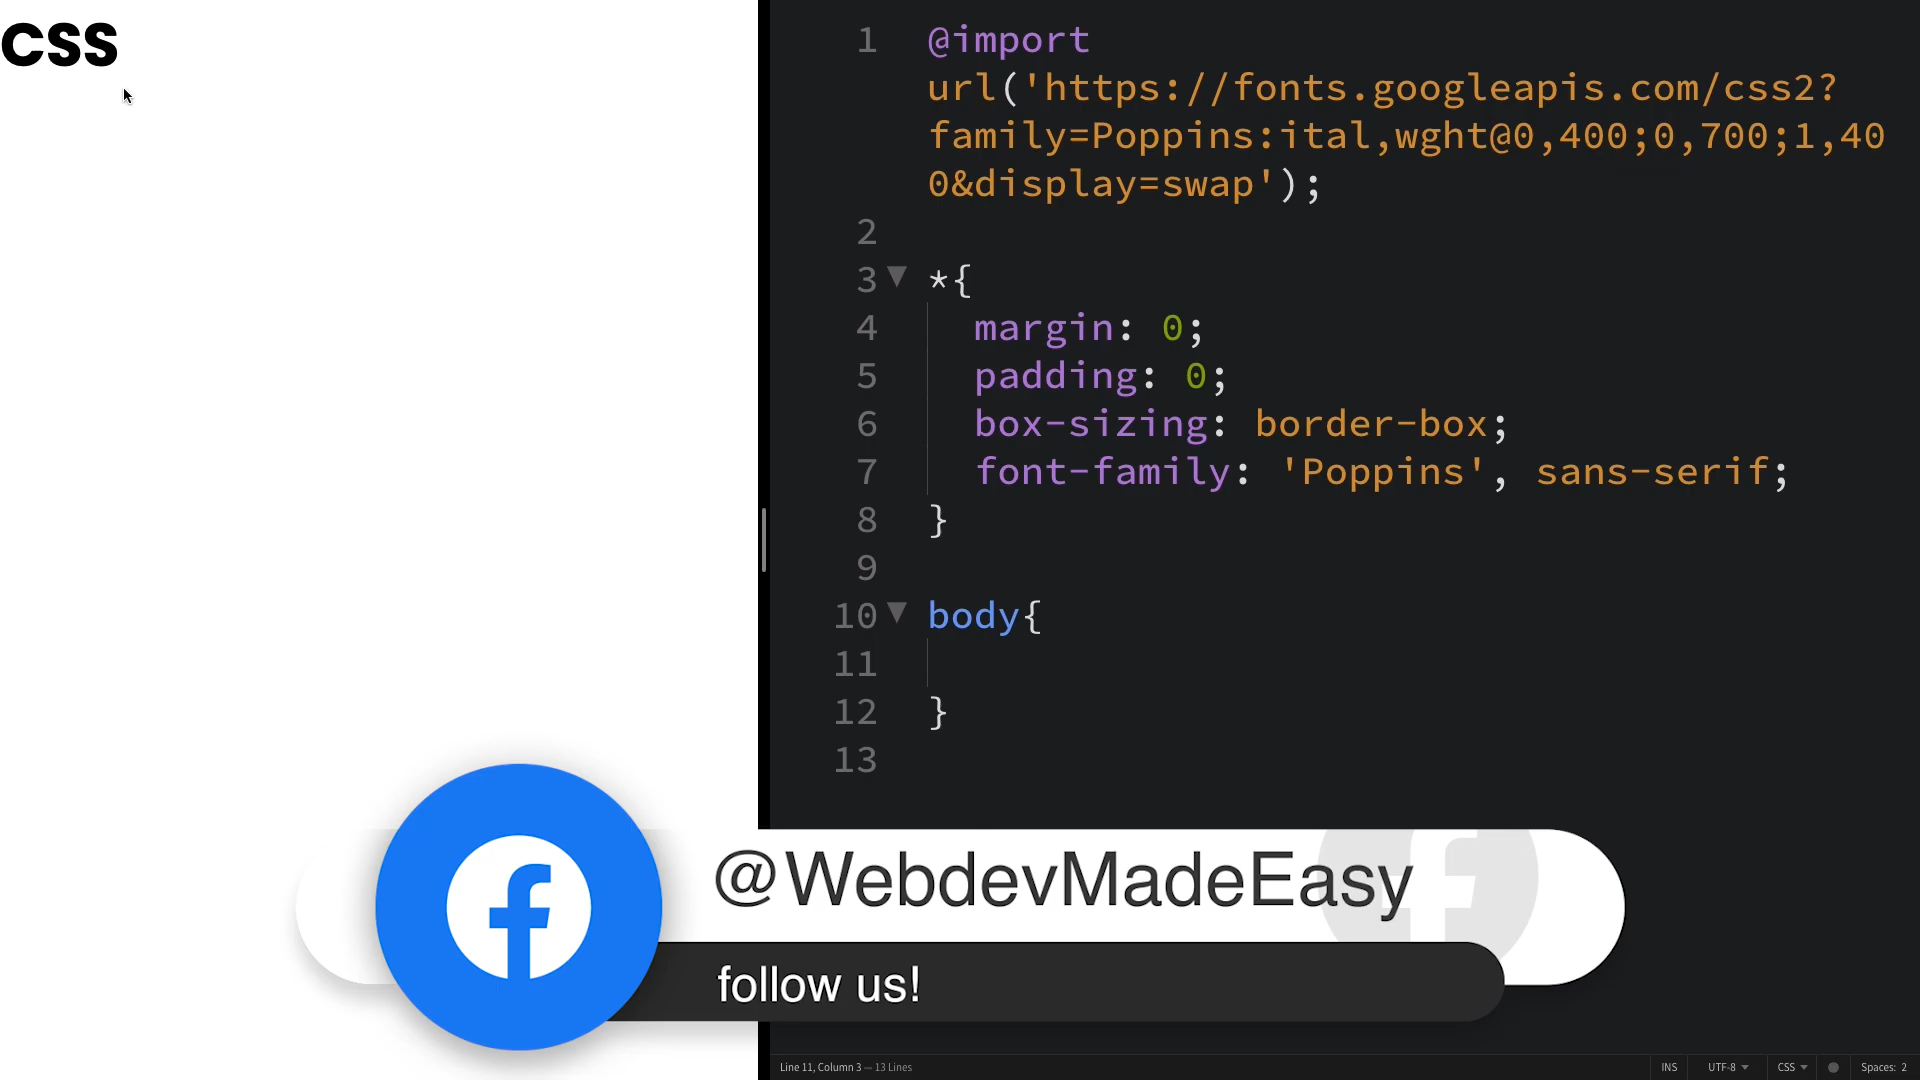 CSS
1 @import
url('https://fonts.googleapis.com/css2?
family=Poppins:ital,wght@0,400;0,700;1,40
0&display=swap');
2
3 *{
4 margin: 0;
5 padding: 0;
6 box-sizing: border-box;
7 font-family: 'Poppins', sans-serif;
8 }
9
10 body{
11
12 }
13
@WebdevMadeEasy
follow us!
Line 11, Column 3 — 13 Lines INS UTF-8 CSS Spaces: 2